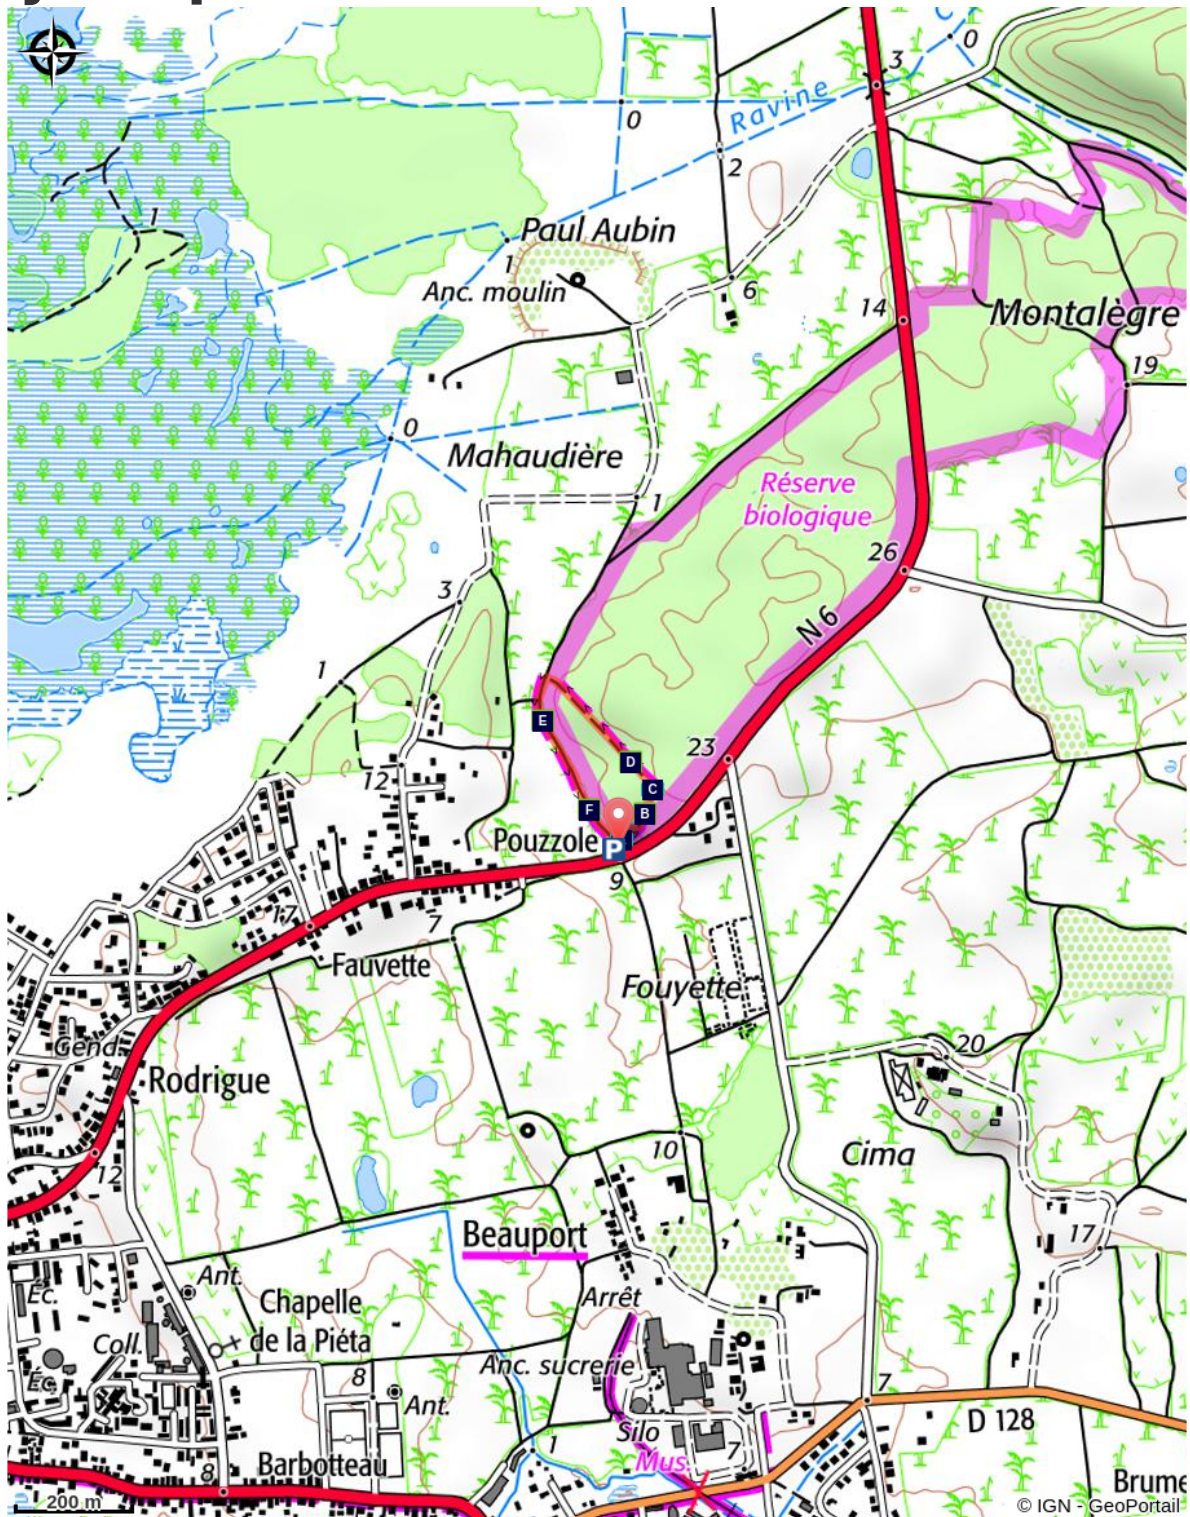 0
3
Ravine
0
2
1
Paul Aubin
1
Anc. moulin
6
14
Montalègre
19
0
Mahaudière
Réserve
biologique
1
26
3
N 6
1
E
23
D
12
C
F
B
Pouzzole
P
9
17
7
Fauvette
Fouyette
Gend.
20
Rodrigue
10
Cima
12
17
Beauport
Ant.
Éc.
Arrêt
Chapelle
de la Piéta
Coll.
Anc. sucrerie
Éc.
8
7
Ant.
D 128
Silo
1
7
Barbotteau
Mus.
8
Brume
200 m
© IGN - GeoPortail